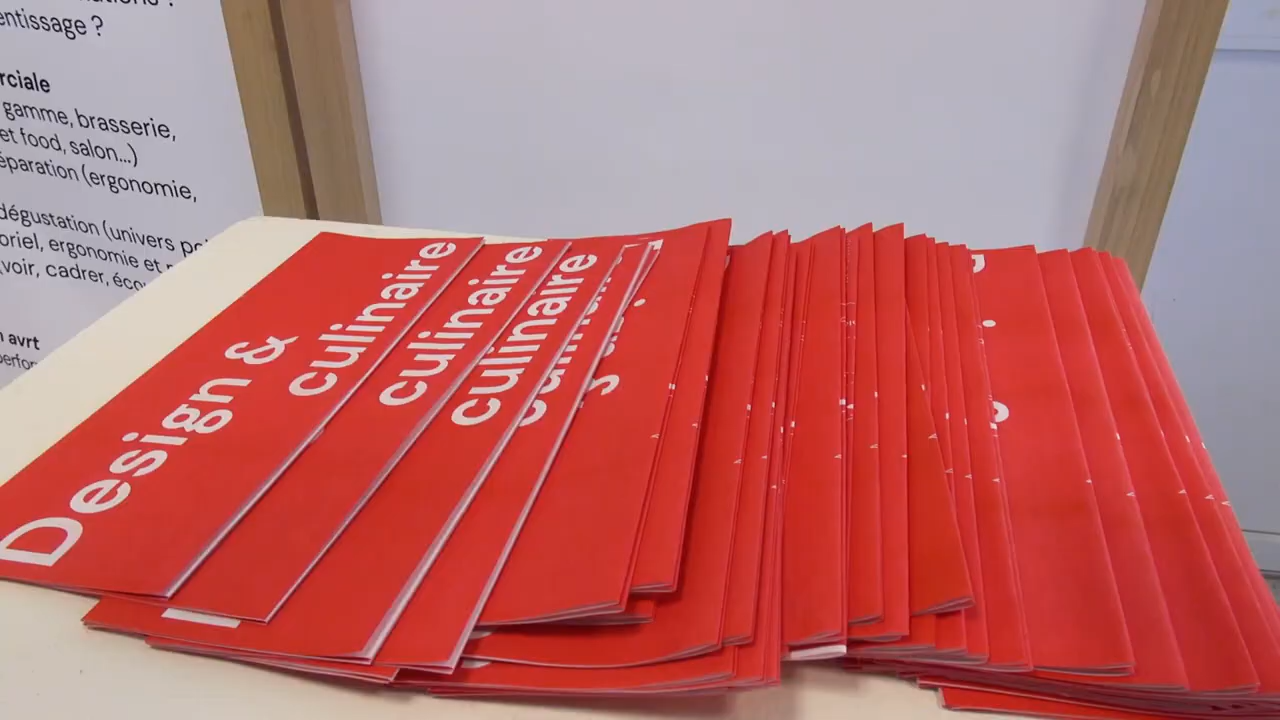 entissage ?
rciale
gamme, brasserie,
et food, salon...)
éparation (ergonomie,
dégustation (univers
oriel, ergonomie et
voir, cadrer,
avrt
Design &
culinaire
culinaire
culinaire